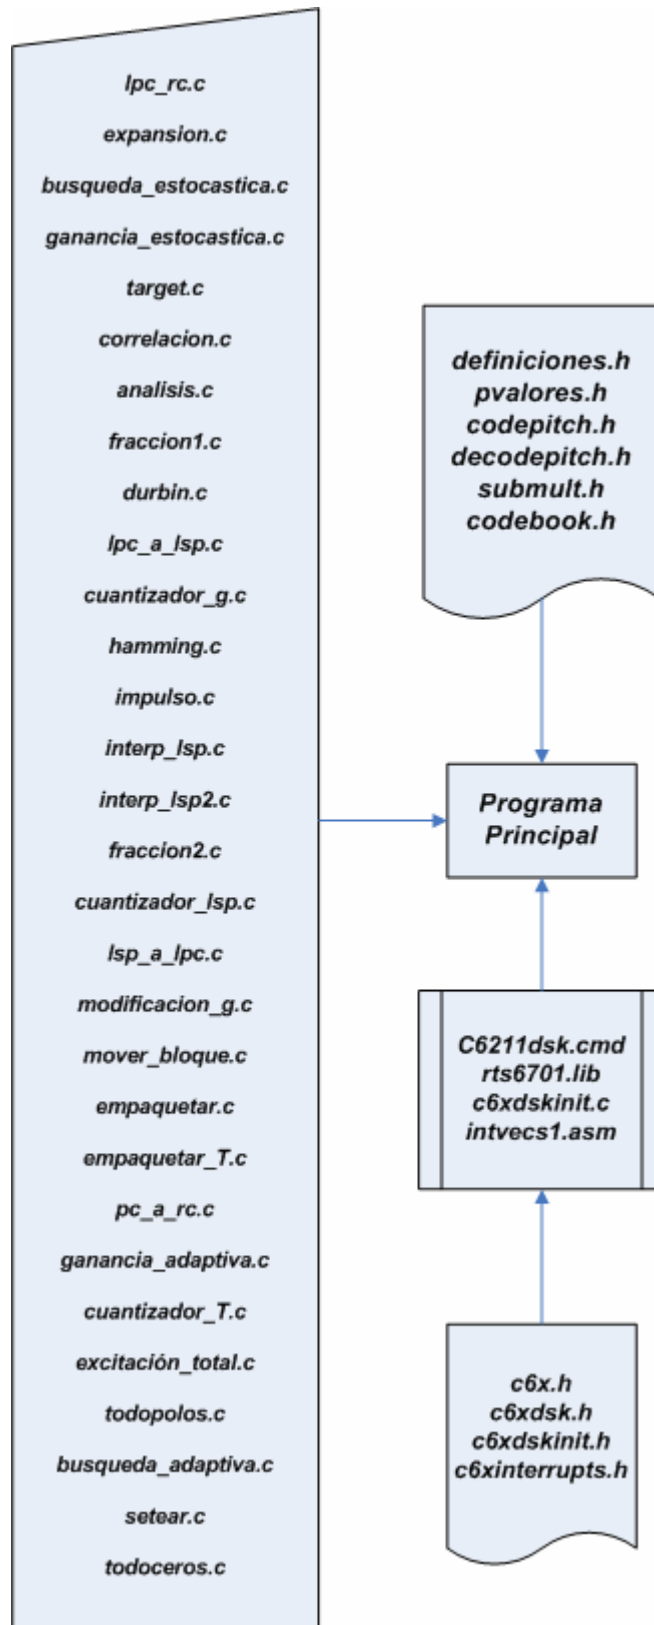 lpc_rc.c
expansion.c
busqueda_estocastica.c
ganancia_estocastica.c
target.c
correlacion.c
analisis.c
fraccion1.c
durbin.c
lpc_a_lsp.c
cuantizador_g.c
hamming.c
impulso.c
interp_lsp.c
interp_lsp2.c
fraccion2.c
cuantizador_lsp.c
lsp_a_lpc.c
modificacion_g.c
mover_bloque.c
empaquetar.c
empaquetar_T.c
pc_a_rc.c
ganancia_adaptiva.c
cuantizador_T.c
excitación_total.c
todopolos.c
busqueda_adaptiva.c
setear.c
todoceros.c
definiciones.h
pvalores.h
codepitch.h
decodepitch.h
submult.h
codebook.h
Programa
Principal
C6211dsk.cmd
rts6701.lib
c6xdskinit.c
intvecs1.asm
c6x.h
c6xdsk.h
c6xdskinit.h
c6xinterrupts.h